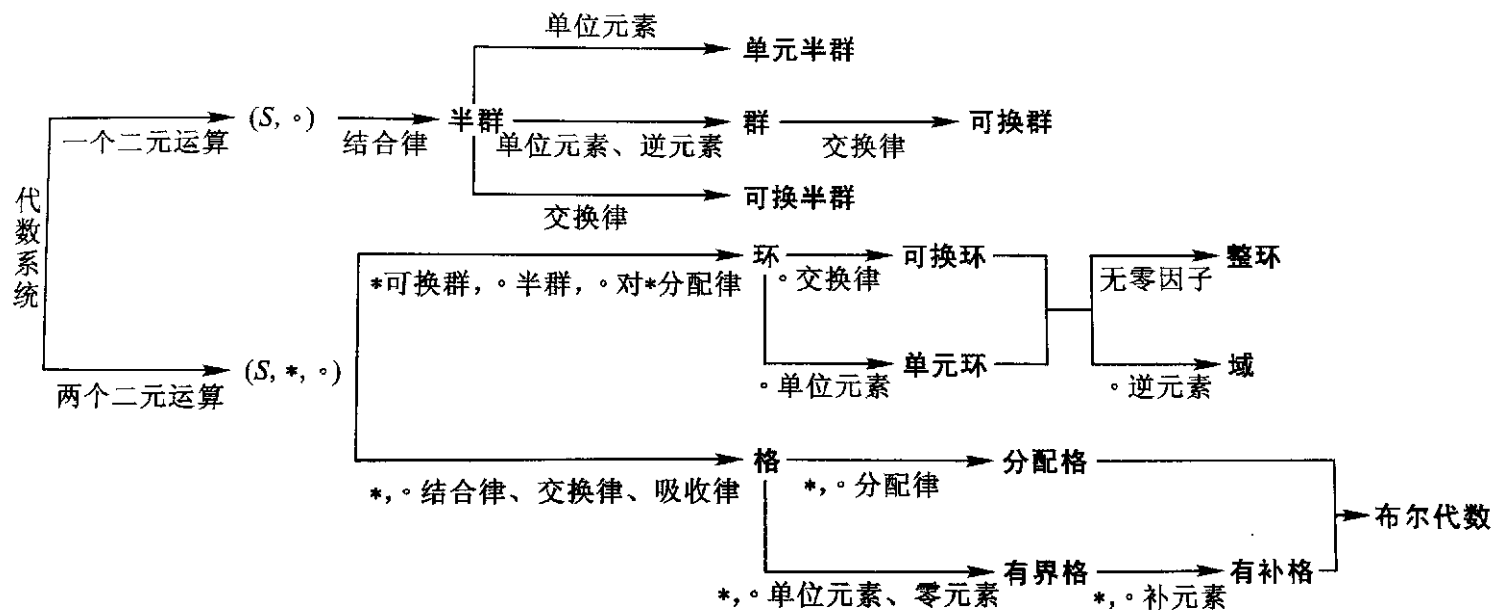 单位元素
单元半群
(S, ∘)
半群
群
可换群
一个二元运算
结合律
单位元素、逆元素
交换律
可换半群
交换律
代数系统
环
可换环
整环
*可换群，∘半群，∘对*分配律
∘交换律
无零因子
(S, *, ∘)
单元环
域
两个二元运算
∘单位元素
∘逆元素
格
分配格
*，∘结合律、交换律、吸收律
*，∘分配律
布尔代数
有界格
有补格
*，∘单位元素、零元素
*，∘补元素